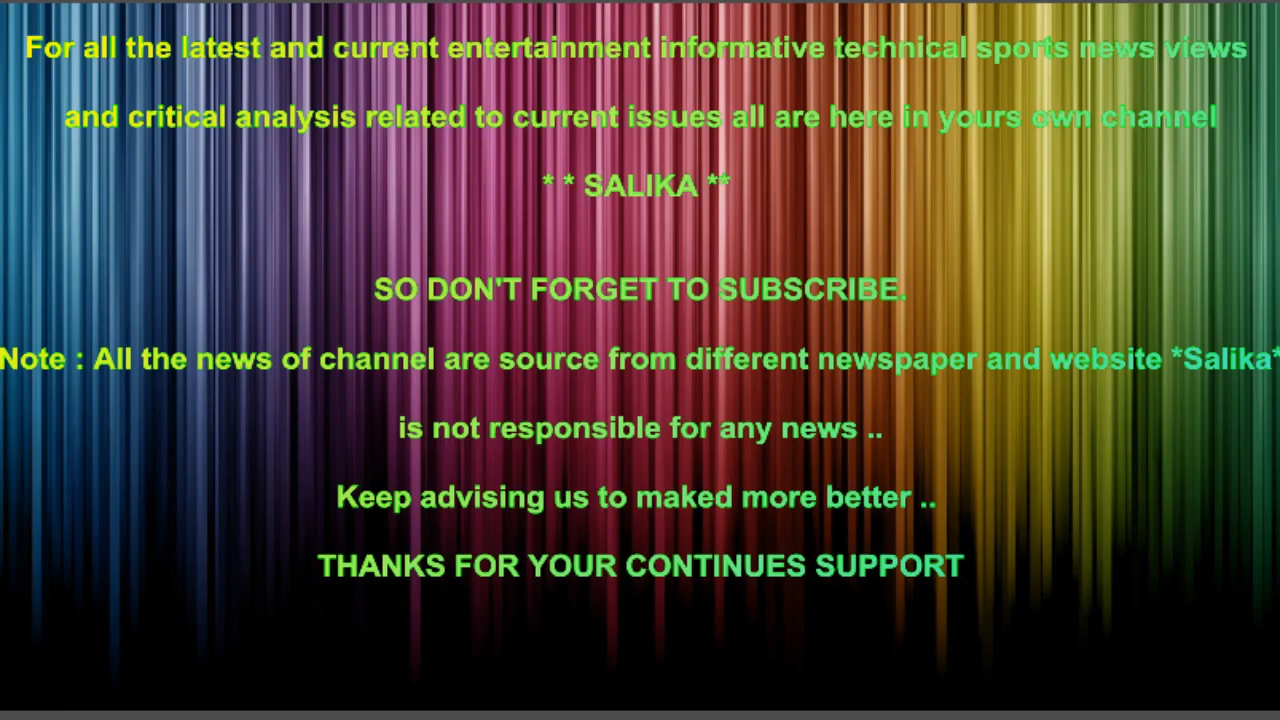 For all the latest and current entertainment informative technical sports news views
and critical analysis related to current issues all are here in yours own channel
* * SALIKA **
SO DON'T FORGET TO SUBSCRIBE.
Note : All the news of channel are source from different newspaper and website *Salika*
is not responsible for any news ..
Keep advising us to maked more better ..
THANKS FOR YOUR CONTINUES SUPPORT